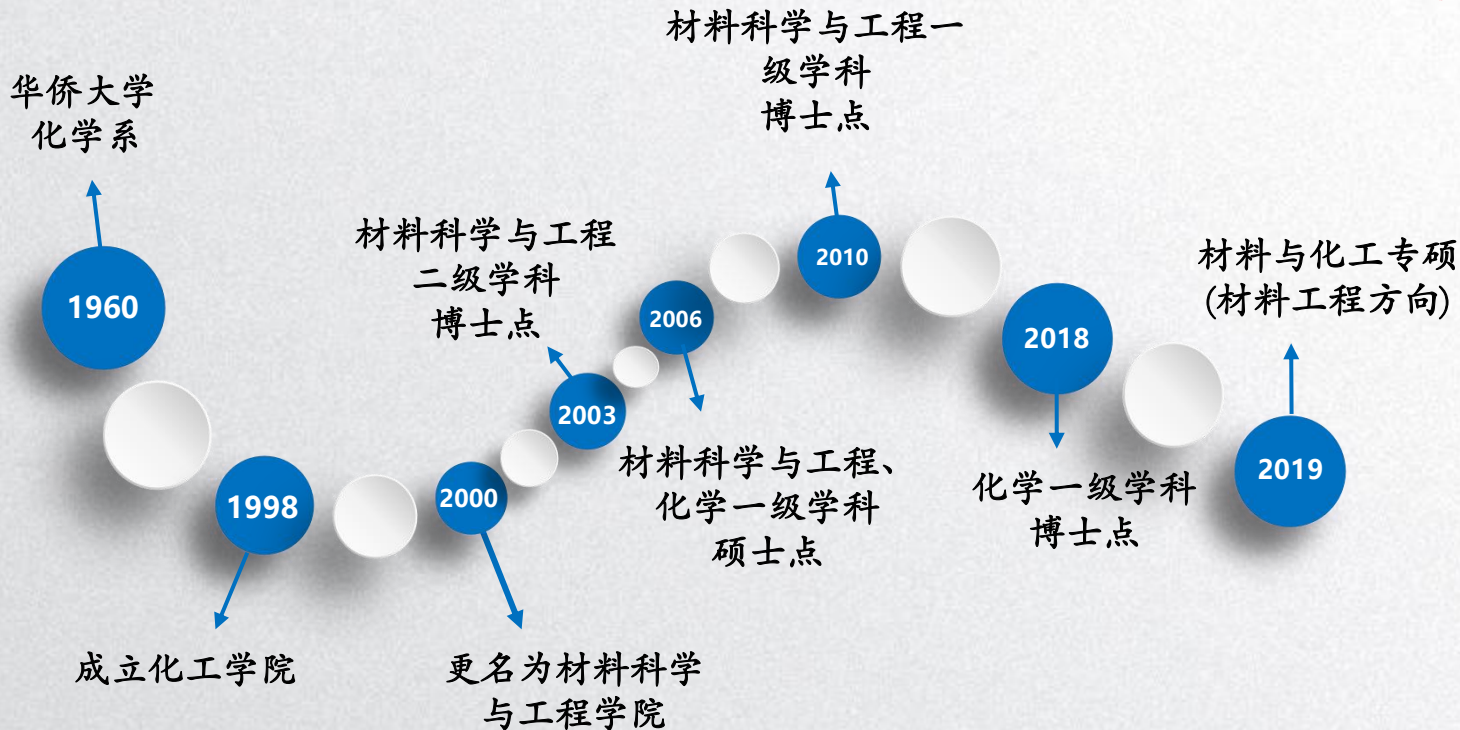 华侨大学
化学系
1960
1998
成立化工学院
2000
更名为材料科学
与工程学院
材料科学与工程
二级学科
博士点
2003
2006
材料科学与工程、
化学一级学科
硕士点
材料科学与工程一
级学科
博士点
2010
2018
化学一级学科
博士点
材料与化工专硕
(材料工程方向)
2019